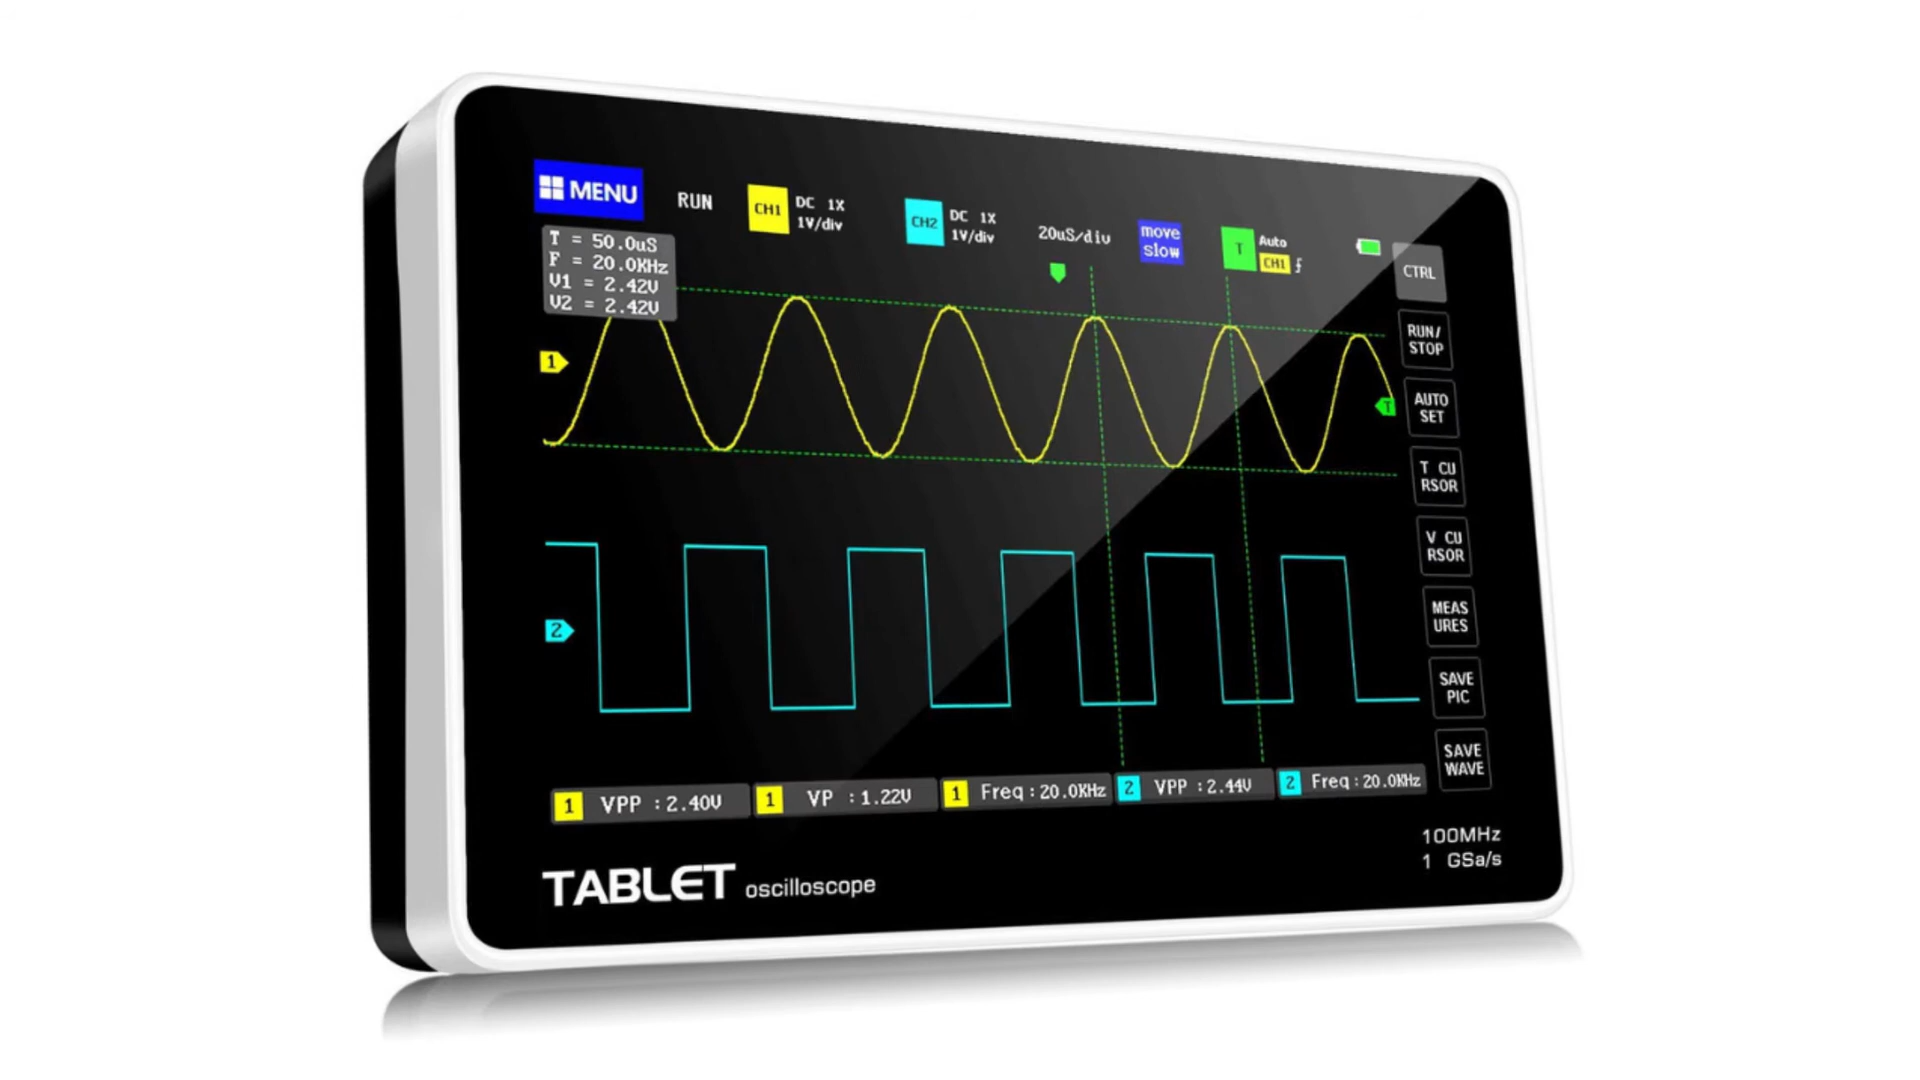 MENU
RUN
CH1
DC 1X
1V/div
CH2
DC 1X
1V/div
20uS/div
move
slow
T
Auto
CH1
T = 50.0uS
F = 20.0KHz
V1 = 2.42V
V2 = 2.42V
1
T
2
CTRL
RUN/
STOP
AUTO
SET
T CU
RSOR
V CU
RSOR
MEAS
URES
SAVE
PIC
SAVE
WAVE
1 VPP :2.40V
1 VP :1.22V
1 Freq :20.0KHz
2 VPP :2.44V
2 Freq :20.0KHz
100MHz
1 GSa/s
TABLET oscilloscope